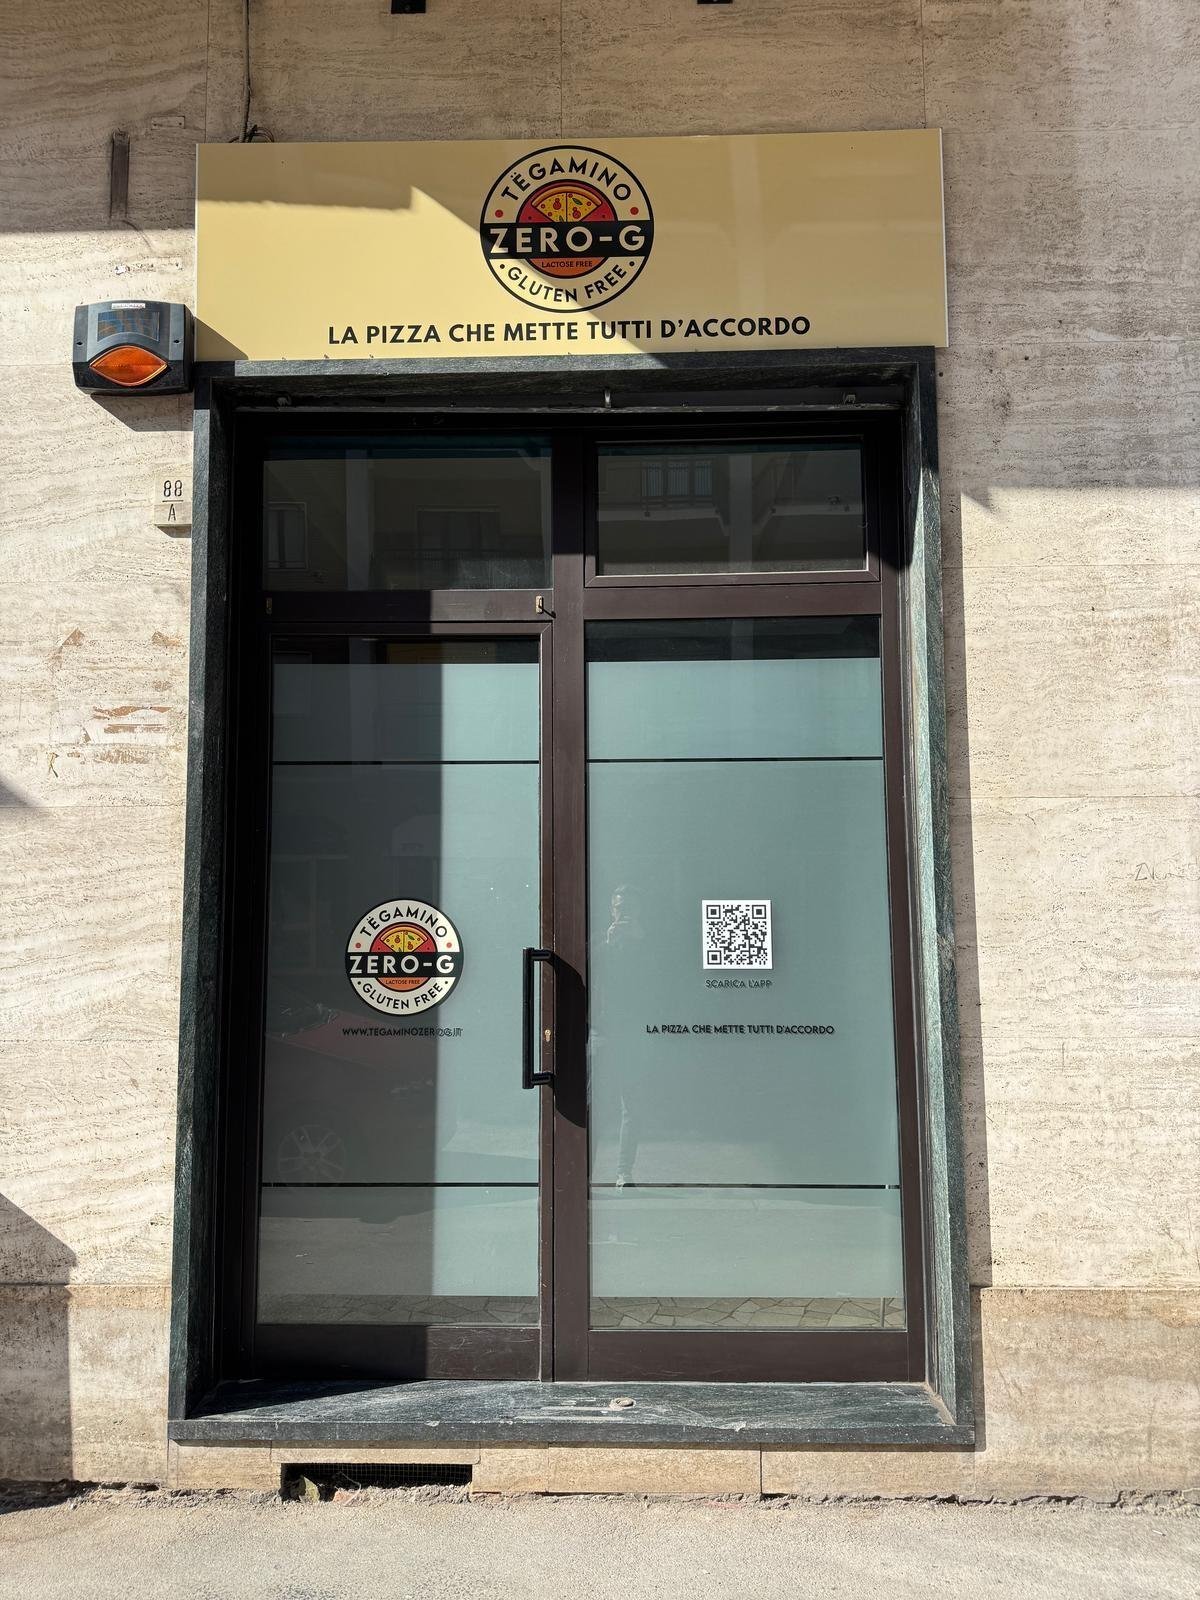 TËGAMINO
ZERO-G
LACTOSE FREE
GLUTEN FREE
LA PIZZA CHE METTE TUTTI D'ACCORDO
88
A
TËGAMINO
ZERO-G
LACTOSE FREE
GLUTEN FREE
WWW.TEGAMINOZEROG.IT
SCARICA L'APP
LA PIZZA CHE METTE TUTTI D'ACCORDO